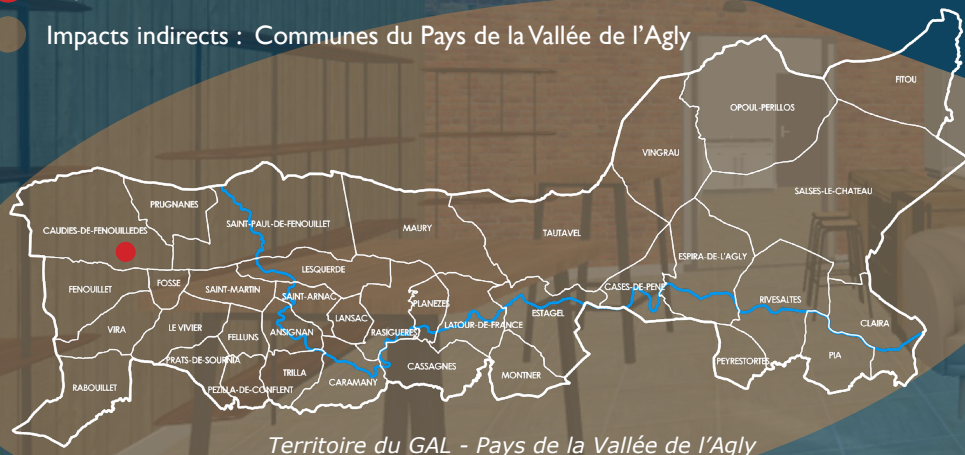 Impacts indirects : Communes du Pays de la Vallée de l'Agly
FITOU
OPOUL-PERILLOS
VINGRAU
SALSES-LE-CHATEAU
PRUGNANES
SAINT-PAUL-DE-FENOUILLET
MAURY
CAUDIES-DE-FENOUILLEDES
TAUTAVEL
ESPIRA-DE-L'AGLY
LESQUERDE
FOSSE
FENOUILLET
SAINT-MARTIN
SAINT-ARNAC
CASES-DE-PENE
RIVESALTES
PLANEZES
ESTAGEL
LANSAC
CLAIRA
LATOUR-DE-FRANCE
VIRA
LE VIVIER
FELLUNS
ANSIGNAN
RASIGUERES
PIA
PRATS-DE-SOURNIA
PEYRESTORTES
CASSAGNES
TRILLA
MONTNER
CARAMANY
RABOUILLET
PEZILLA-DE-CONFLENT
Territoire du GAL - Pays de la Vallée de l'Agly